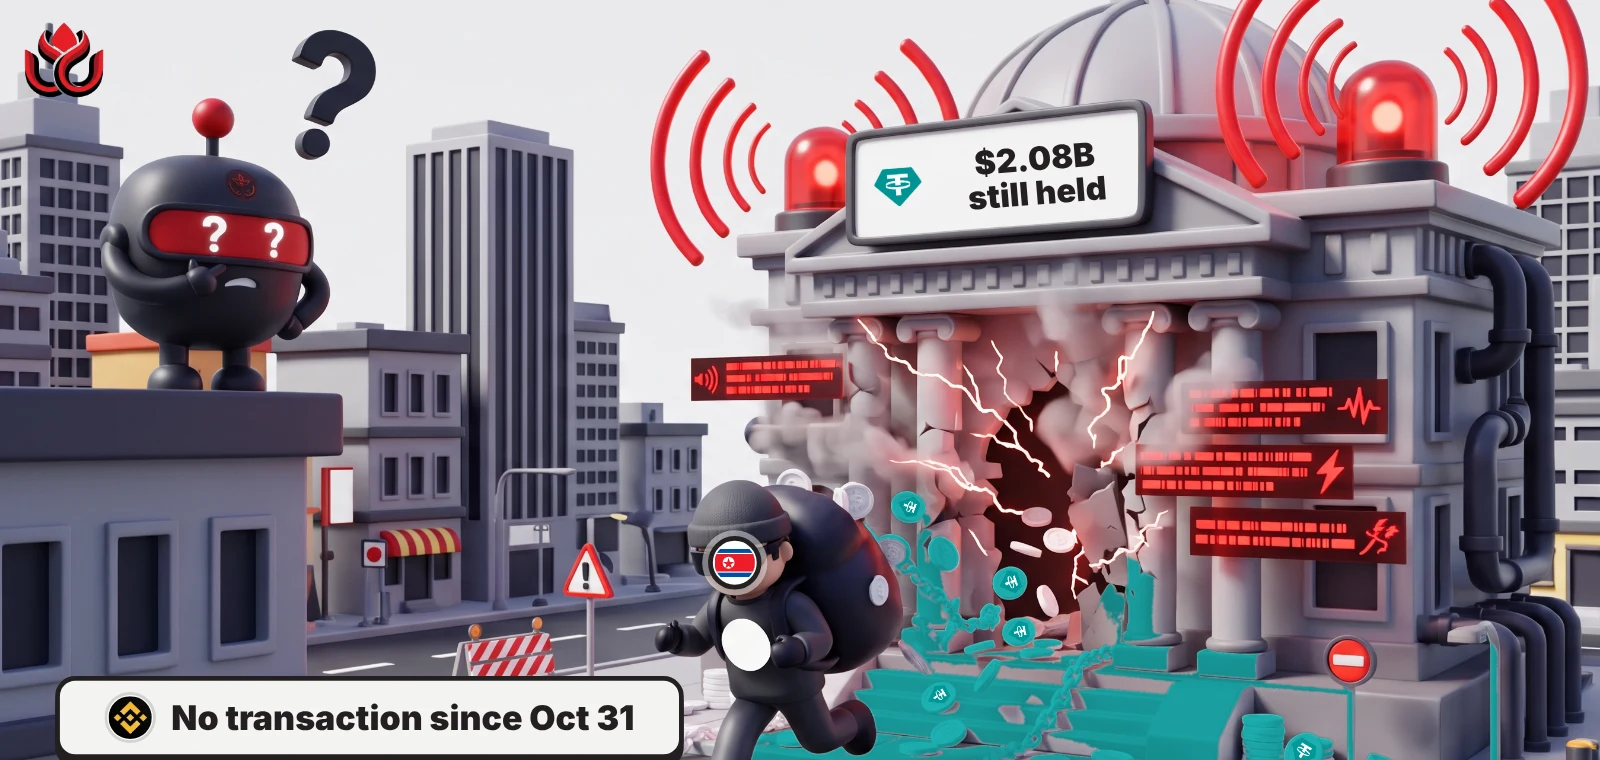 ?
? ?
$2.08B
still held
!
No transaction since Oct 31